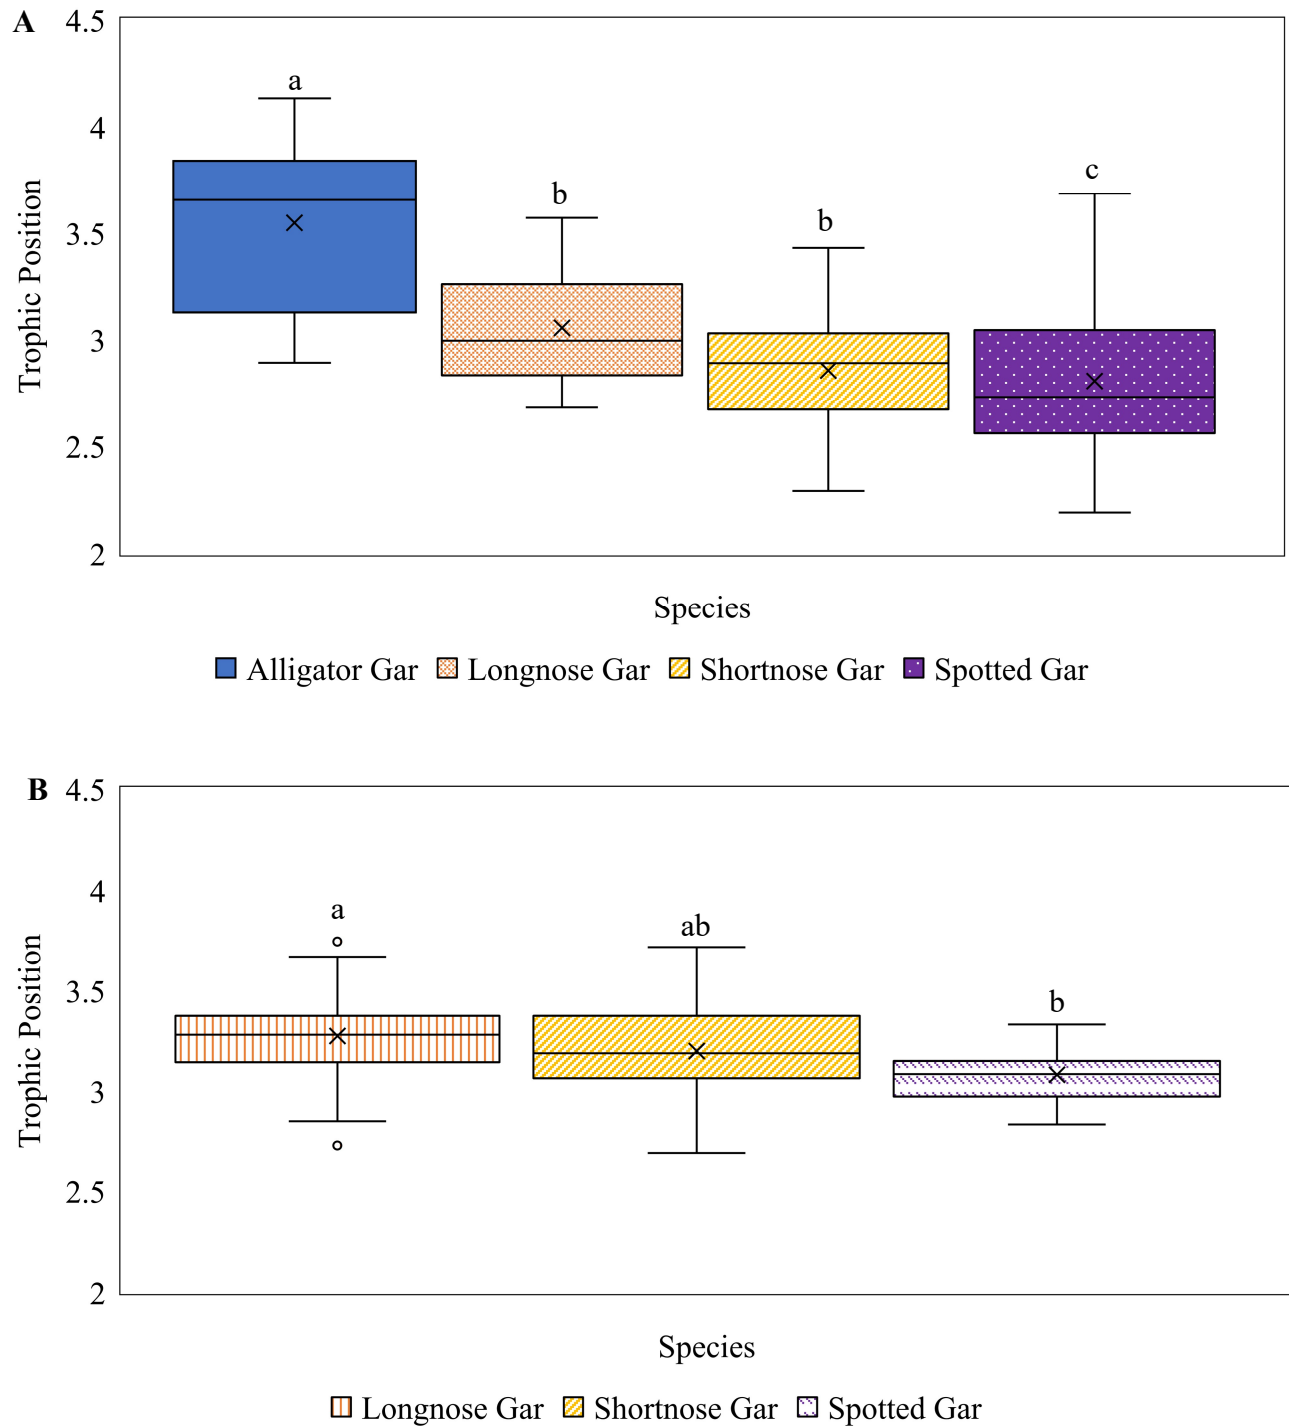 A
4.5
4
3.5
3
2.5
2
Trophic Position
a
b
b
c
Species
Alligator Gar Longnose Gar Shortnose Gar Spotted Gar
B
4.5
4
3.5
3
2.5
2
Trophic Position
a
ab
b
Species
Longnose Gar Shortnose Gar Spotted Gar